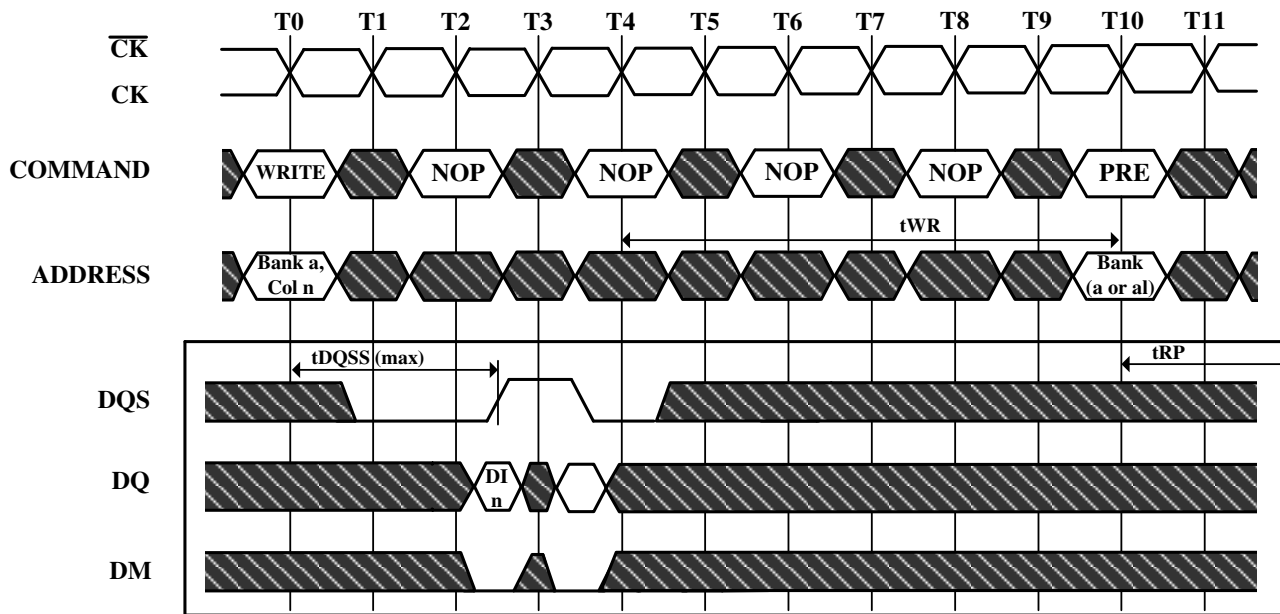 T0 T1 T2 T3 T4 T5 T6 T7 T8 T9 T10 T11
CK
CK
COMMAND WRITE NOP NOP NOP NOP PRE
tWR
ADDRESS Bank a, Col n Bank (a or al)
tDQSS (max) tRP
DQS
DQ DI n
DM